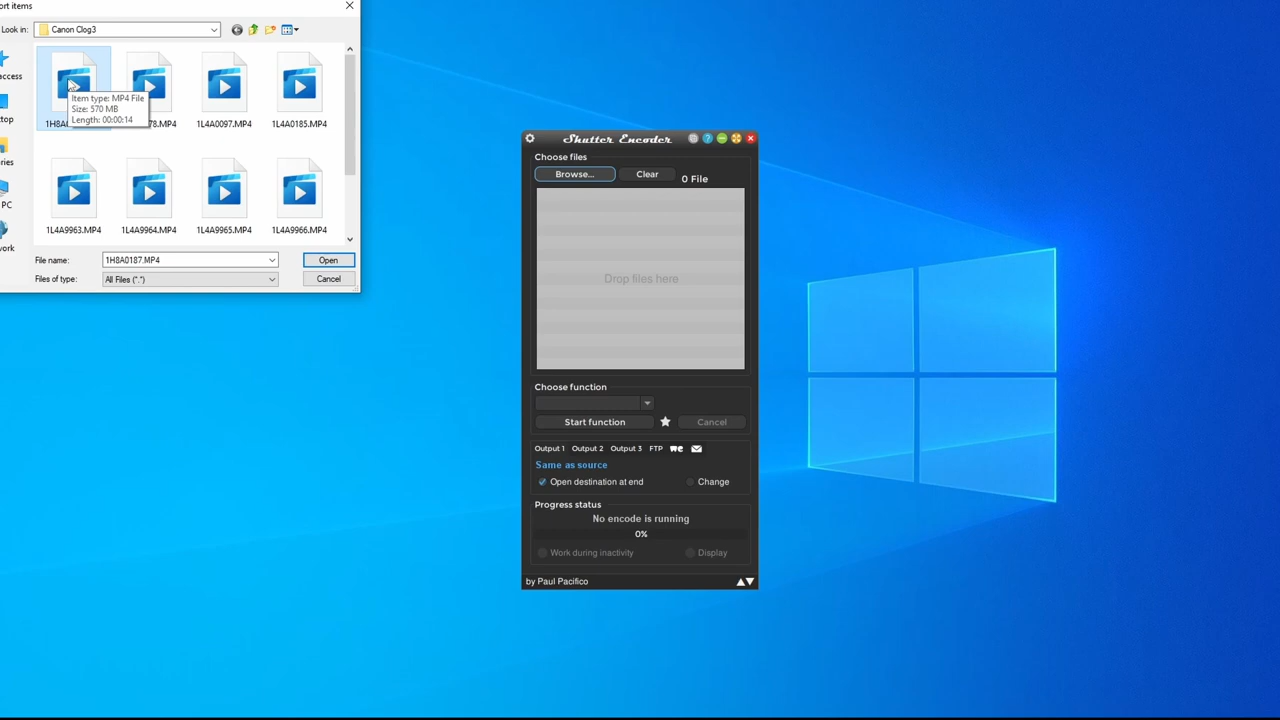 ort items
Look in:
Canon Clog3
access
top
ries
PC
work
Item type: MP4 File
Size: 570 MB
Length: 00:00:14
1H8A
78.MP4
1L4A0097.MP4
1L4A0185.MP4
1L4A9963.MP4
1L4A9964.MP4
1L4A9965.MP4
1L4A9966.MP4
File name:
1H8A0187.MP4
Open
Files of type:
All Files (*.*)
Cancel
Shutter Encoder
Choose files
Browse...
Clear
0 File
Drop files here
Choose function
Start function
Cancel
Output 1
Output 2
Output 3
FTP
we
Same as source
Open destination at end
Change
Progress status
No encode is running
0%
Work during inactivity
Display
by Paul Pacifico